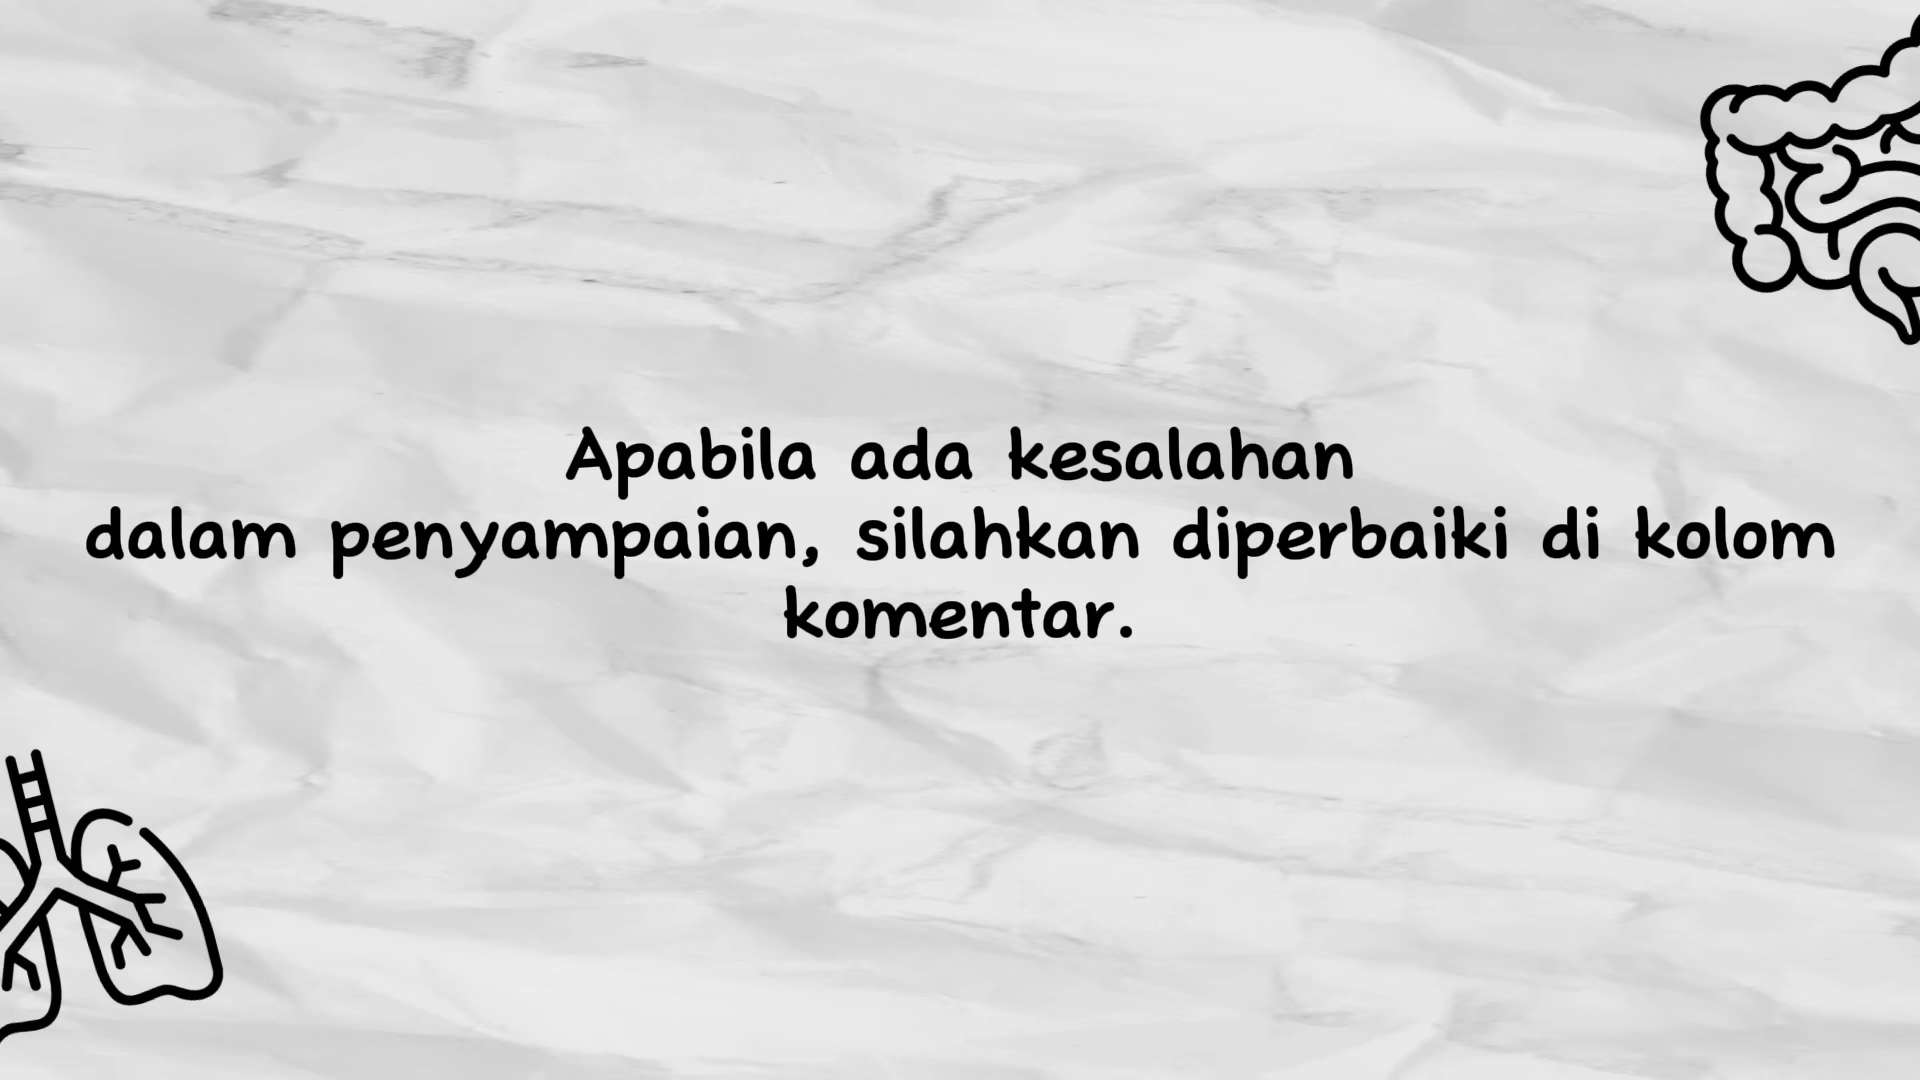 Apabila ada kesalahan
dalam penyampaian, silahkan diperbaiki di kolom
komentar.